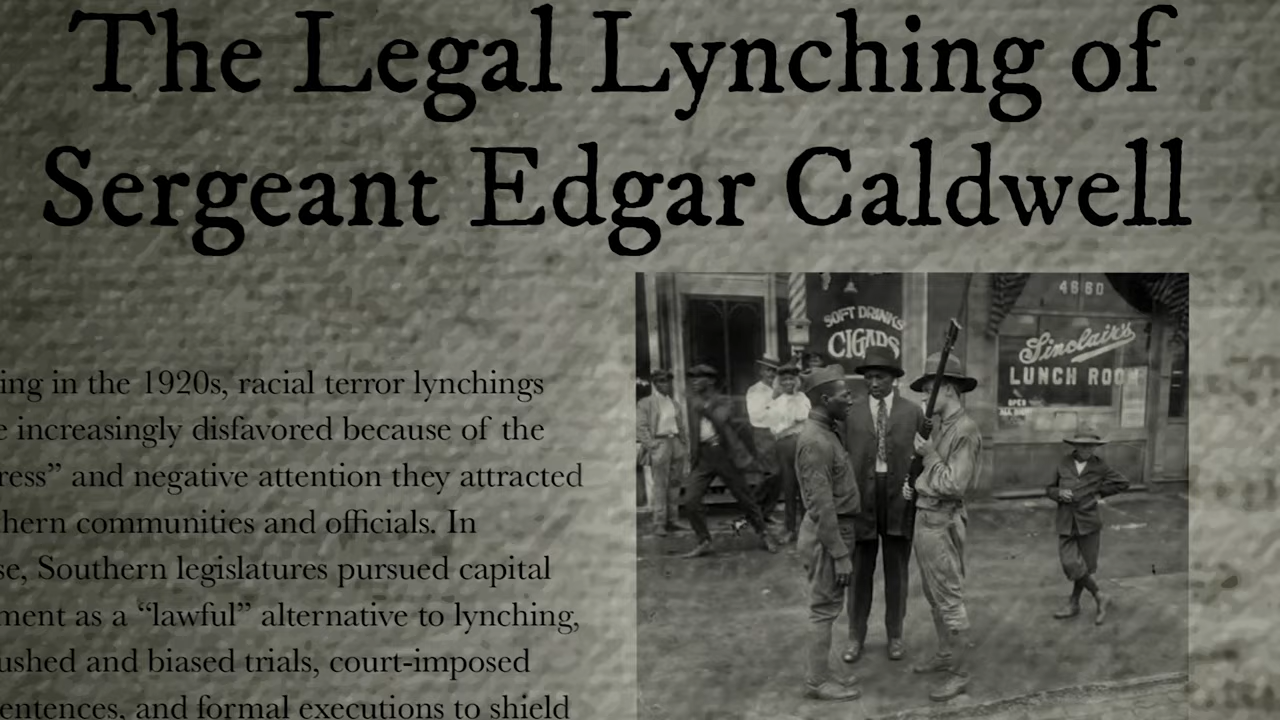 The Legal Lynching of
Sergeant Edgar Caldwell
ing in the 1920s, racial terror lynchings
e increasingly disfavored because of the
ress” and negative attention they attracted
hern communities and officials. In
se, Southern legislatures pursued capital
ment as a “lawful” alternative to lynching,
ushed and biased trials, court-imposed
entences, and formal executions to shield
SOFT DRINKS
CIGARS
4660
Sinclair's
LUNCH ROOM
OPEN